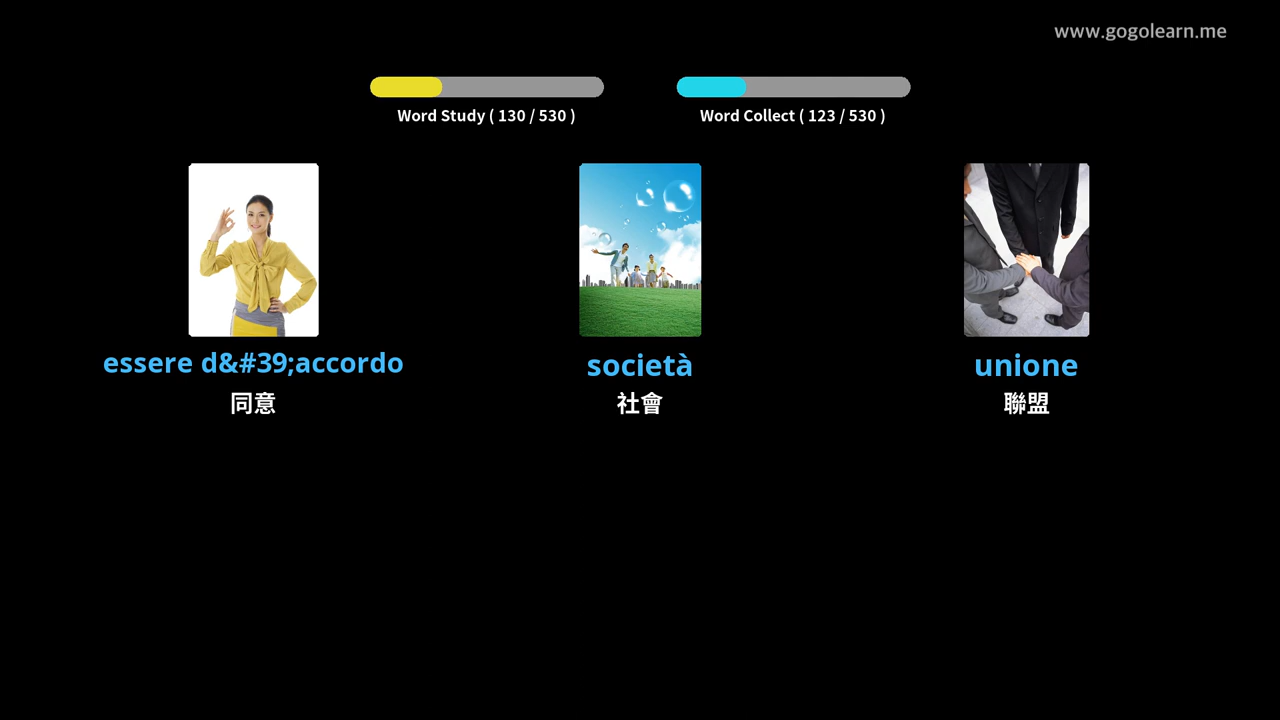 www.gogolearn.me
Word Study ( 130 / 530 )
Word Collect ( 123 / 530 )
essere d&#39;accordo
società
unione
同意
社會
聯盟